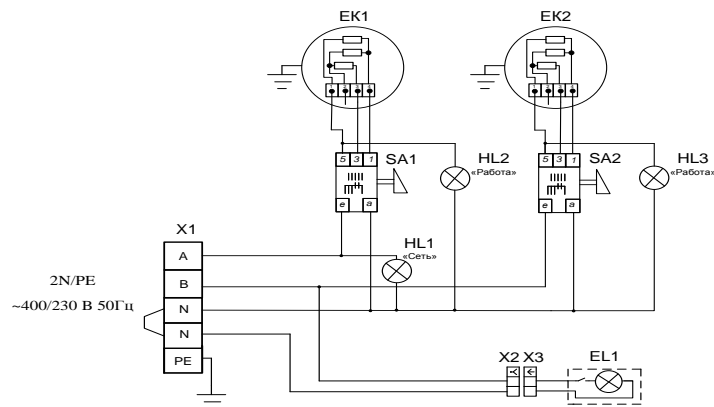 ЕК1
ЕК2
5 3 1
SA1
HL2
«Работа»
5 3 1
SA2
HL3
«Работа»
e a
e a
X1
HL1
«Сеть»
A
B
N
N
PE
2N/PE
~400/230 В 50Гц
X2 X3
EL1